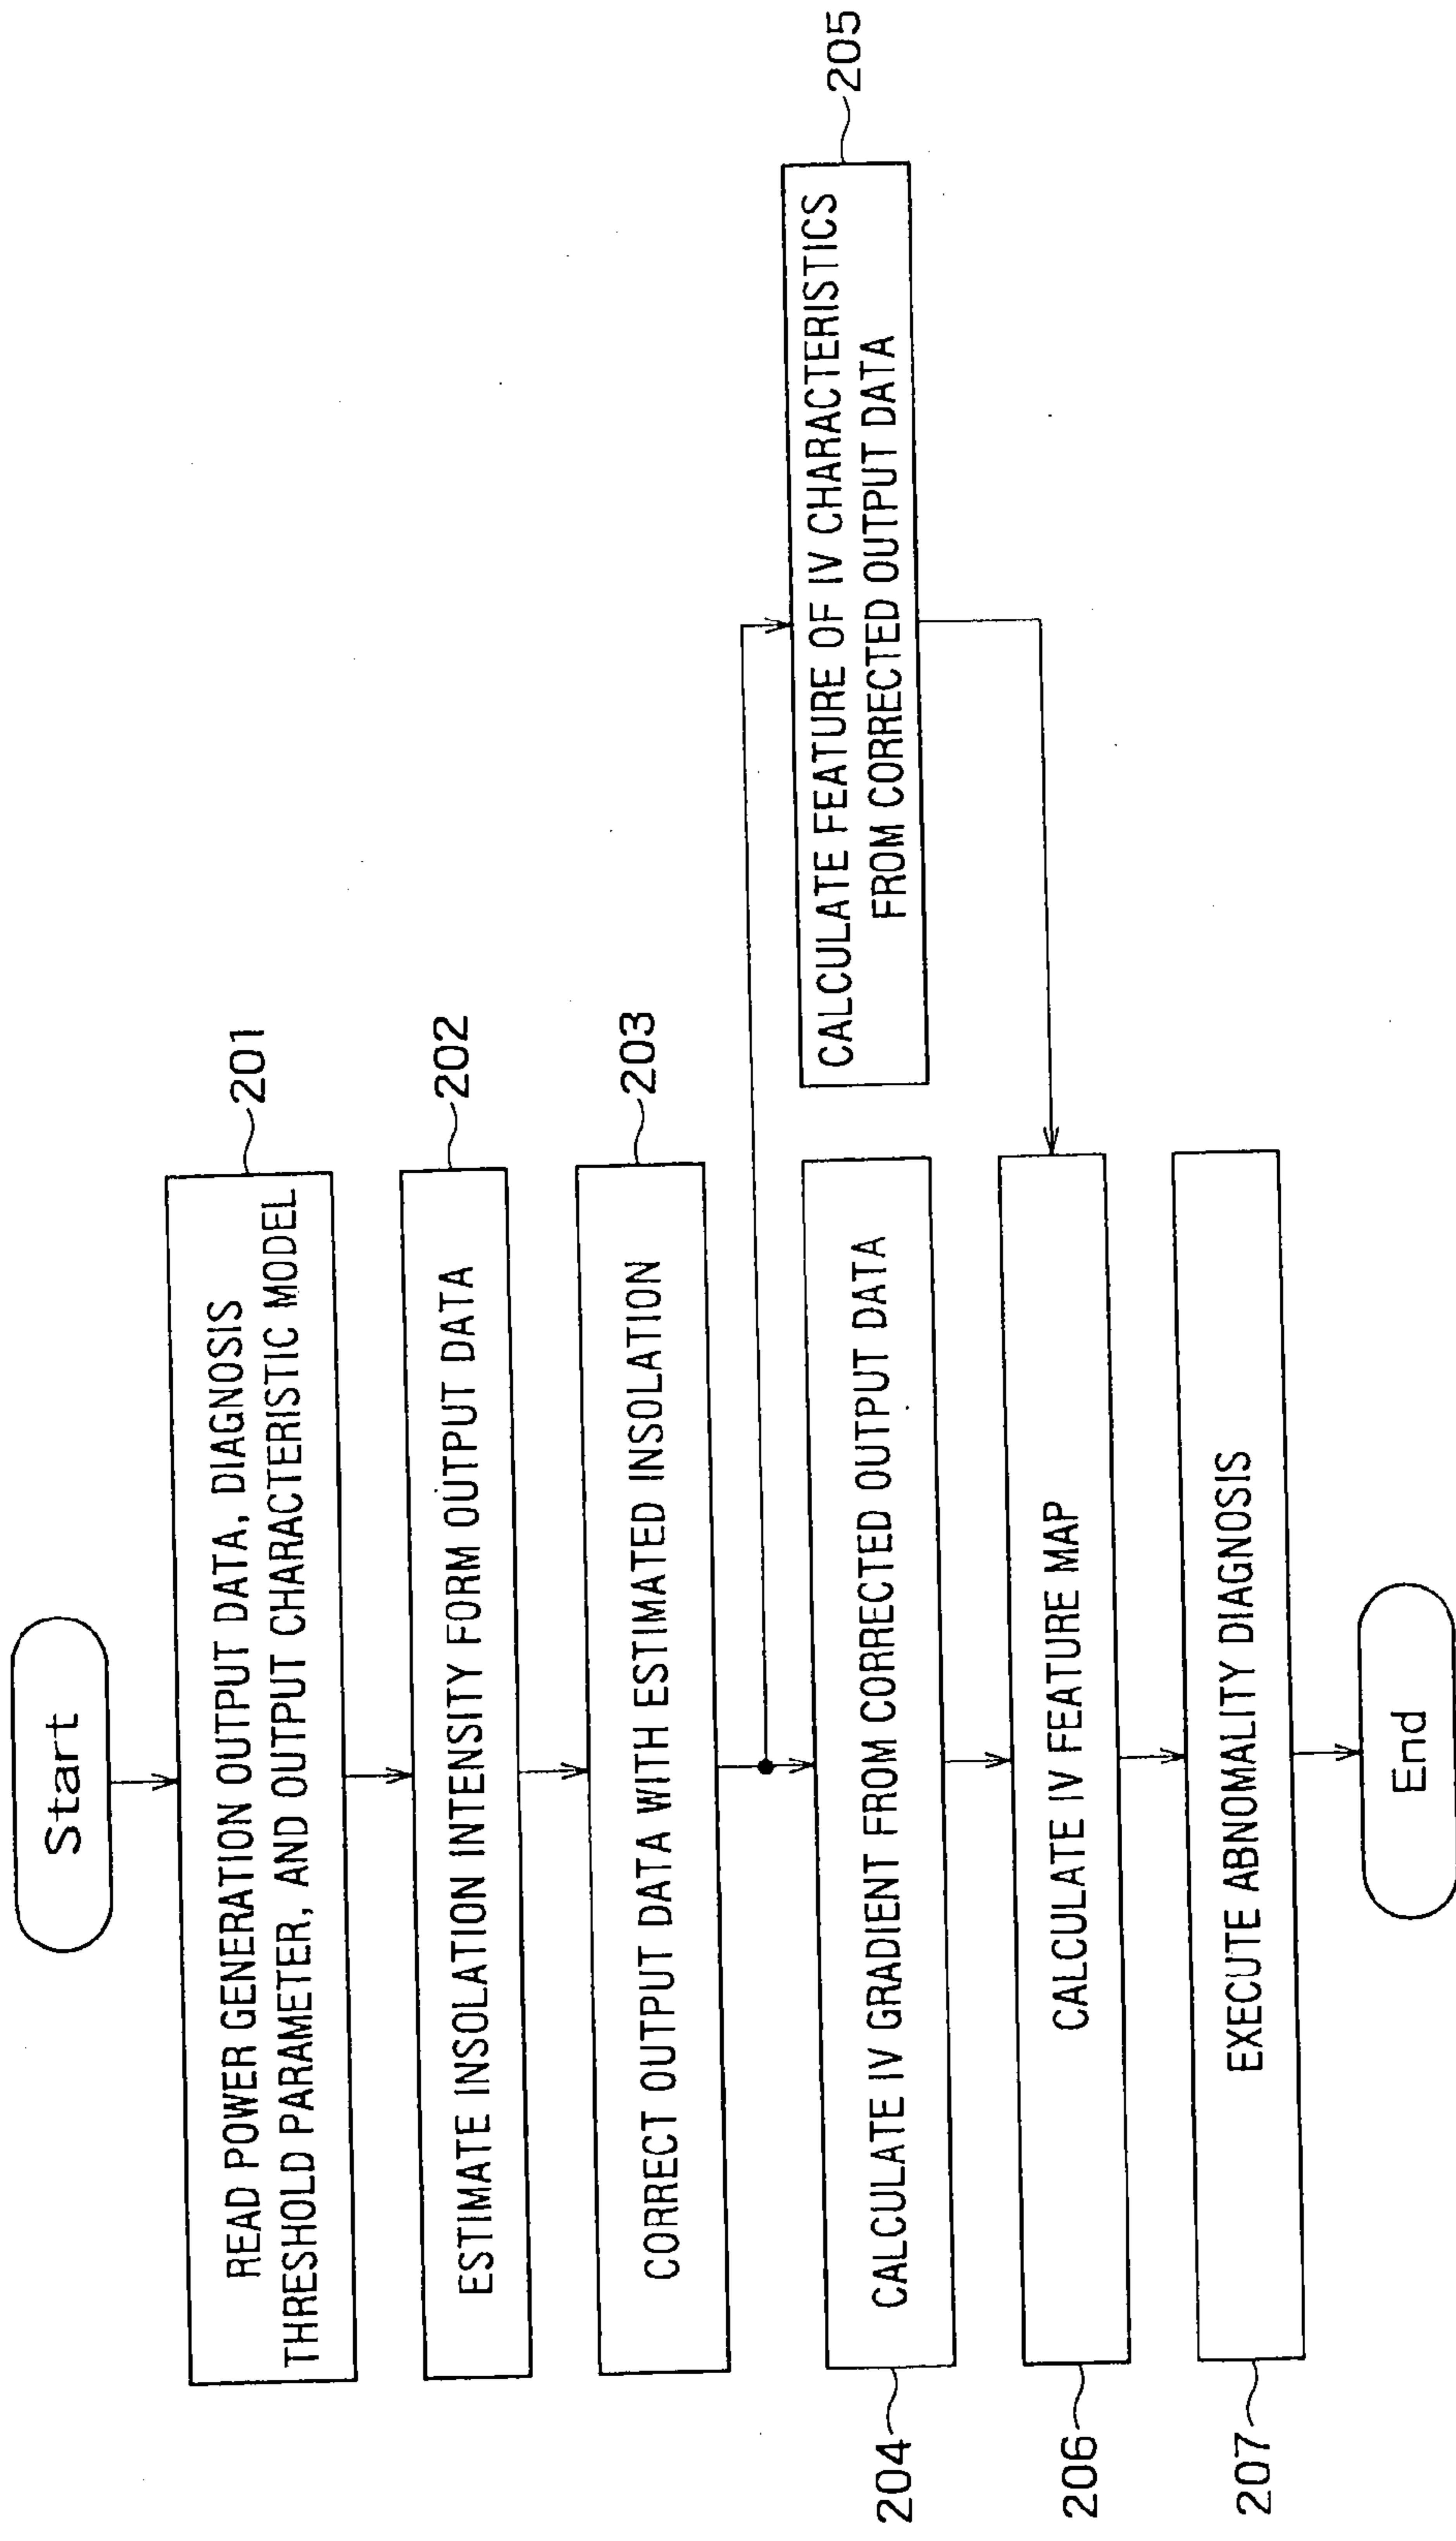 Start
READ POWER GENERATION OUTPUT DATA, DIAGNOSIS
THRESHOLD PARAMETER, AND OUTPUT CHARACTERISTIC MODEL
201
ESTIMATE INSOLATION INTENSITY FORM OUTPUT DATA
202
CORRECT OUTPUT DATA WITH ESTIMATED INSOLATION
203
204
CALCULATE IV GRADIENT FROM CORRECTED OUTPUT DATA
CALCULATE FEATURE OF IV CHARACTERISTICS
FROM CORRECTED OUTPUT DATA
205
206
CALCULATE IV FEATURE MAP
207
EXECUTE ABNOMALITY DIAGNOSIS
End